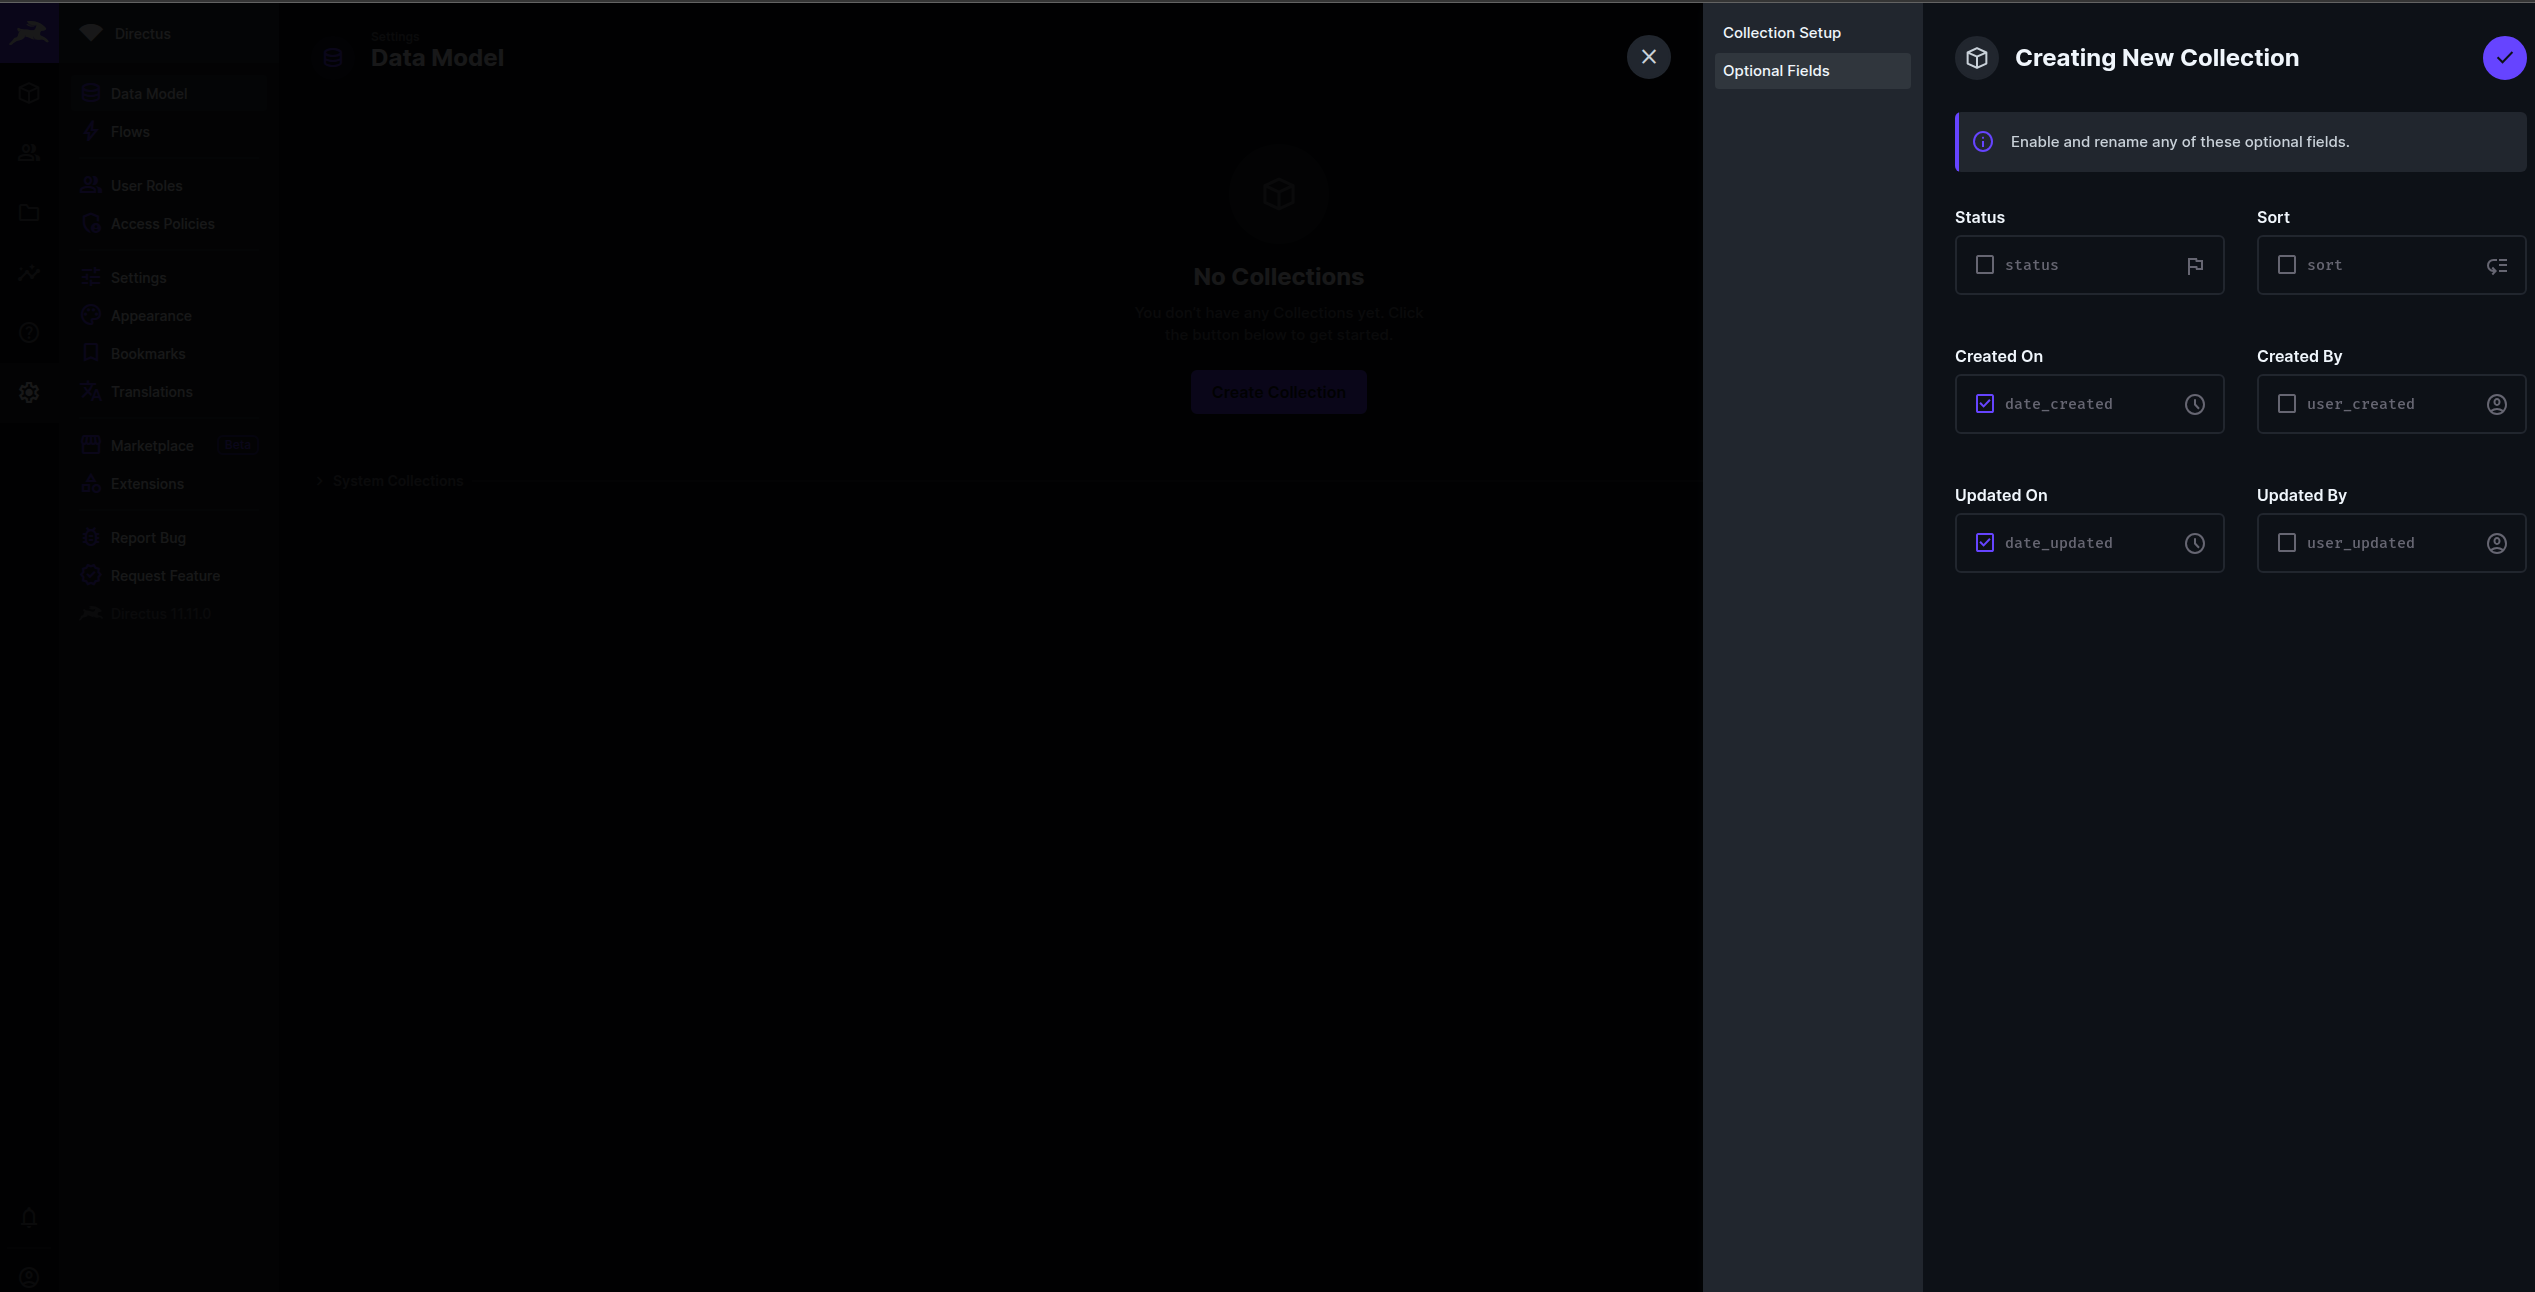 Directus
Data Model
Flows
User Roles
Access Policies
Settings
Appearance
Bookmarks
Translations
Marketplace Beta
Extensions
Report Bug
Request Feature
Directus 11.11.0
Settings
Data Model
No Collections
You don't have any Collections yet. Click
the button below to get started.
Create Collection
System Collections
Collection Setup
Optional Fields
Creating New Collection
Enable and rename any of these optional fields.
Status
status
Sort
sort
Created On
date_created
Created By
user_created
Updated On
date_updated
Updated By
user_updated